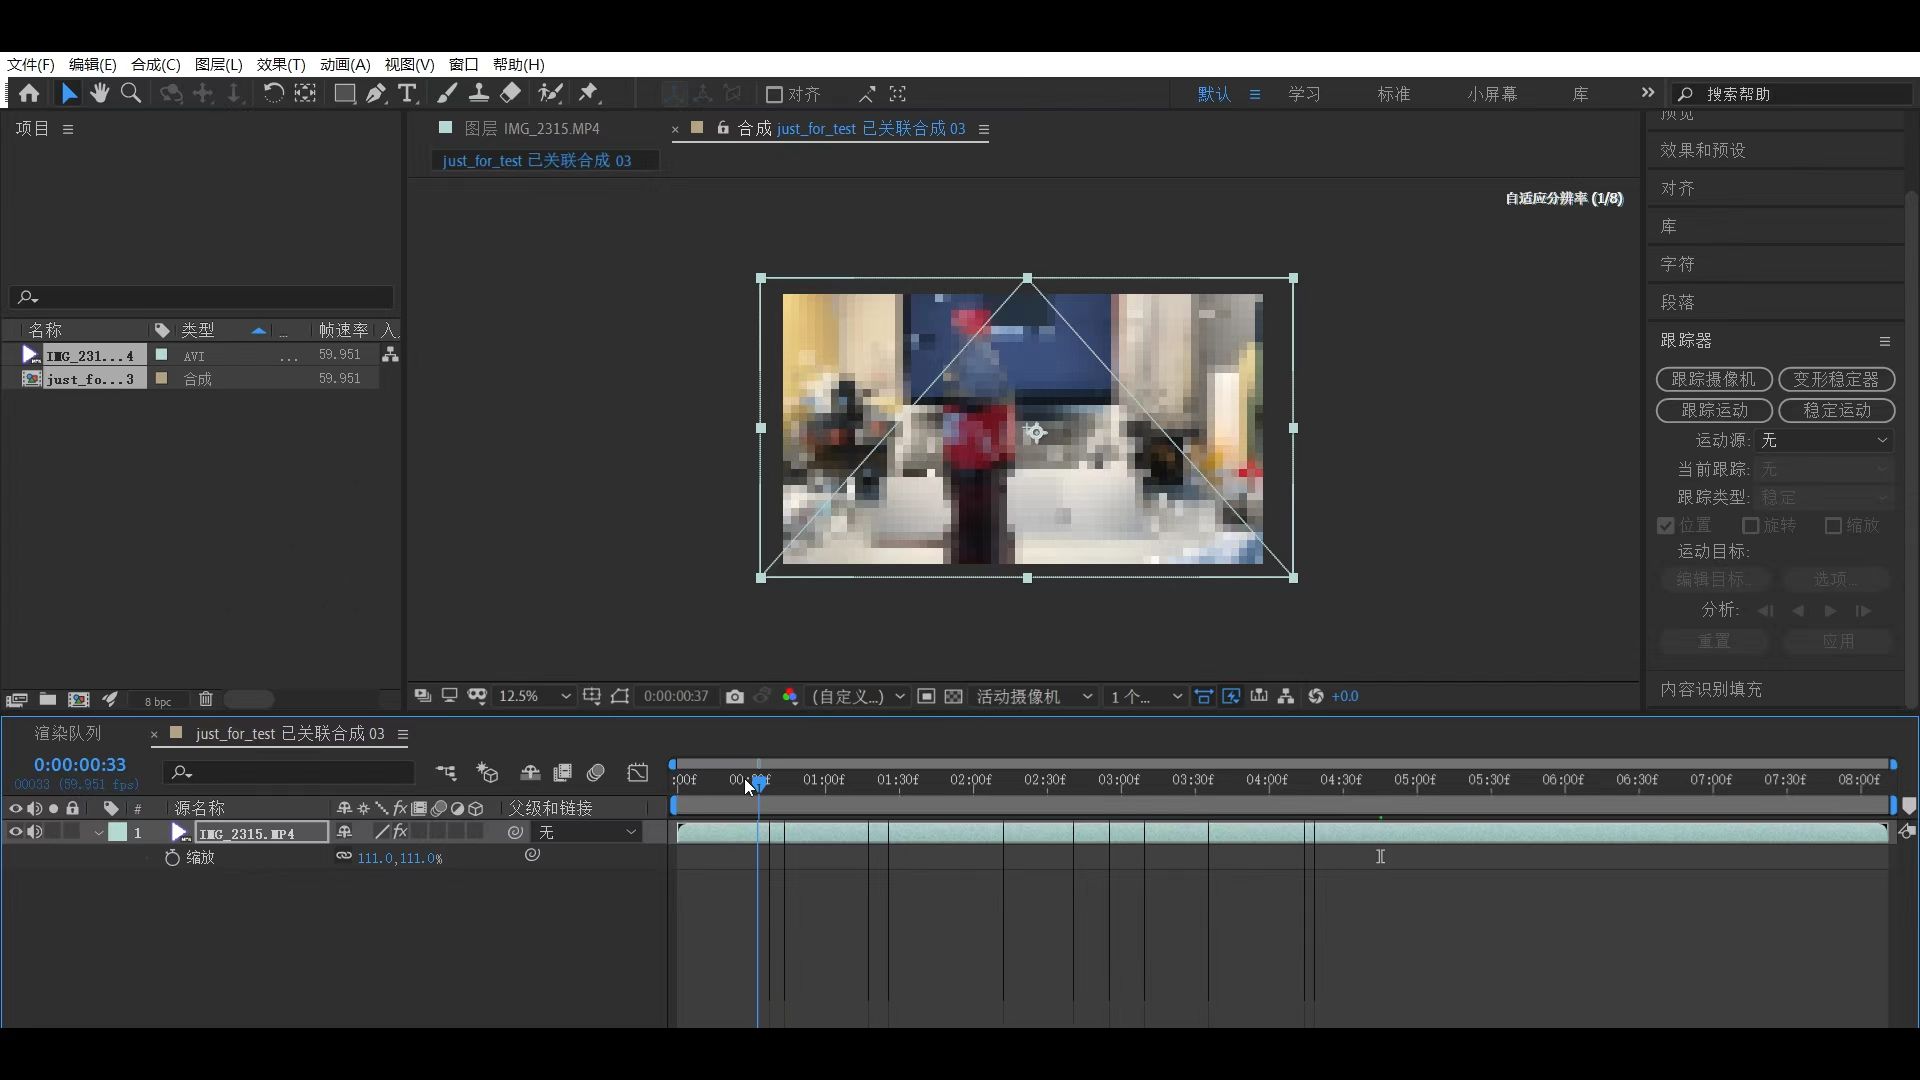 文件(F) 编辑(E) 合成(C) 图层(L) 效果(T) 动画(A) 视图(V) 窗口 帮助(H)
对齐 默认 学习 标准 小屏幕 库 搜索帮助
项目
图层 IMG_2315.MP4
合成 just_for_test 已关联合成 03
just_for_test 已关联合成 03
自适应分辨率 (1/8)
名称 类型 ... 帧速率 入
IMG_231...4 AVI ... 59.951
just_fo...3 合成 59.951
8 bpc
12.5% 0:00:00:37 (自定义...) 活动摄像机 1 个... +0.0
预览
效果和预设
对齐
库
字符
段落
跟踪器
跟踪摄像机 变形稳定器
跟踪运动 稳定运动
运动源: 无
当前跟踪: 无
跟踪类型: 稳定
位置 旋转 缩放
运动目标:
编辑目标... 选项...
分析:
重置 应用
内容识别填充
渲染队列 just_for_test 已关联合成 03
0:00:00:33
00033 (59.951 fps)
:00f 01:00f 01:30f 02:00f 02:30f 03:00f 03:30f 04:00f 04:30f 05:00f 05:30f 06:00f 06:30f 07:00f 07:30f 08:00f
# 源名称 fx 父级和链接
1 IMG_2315.MP4 fx 无
缩放 111.0,111.0%